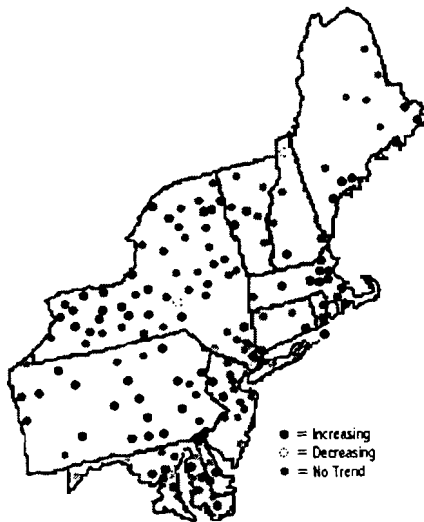 = Increasing
= Decreasing
= No Trend